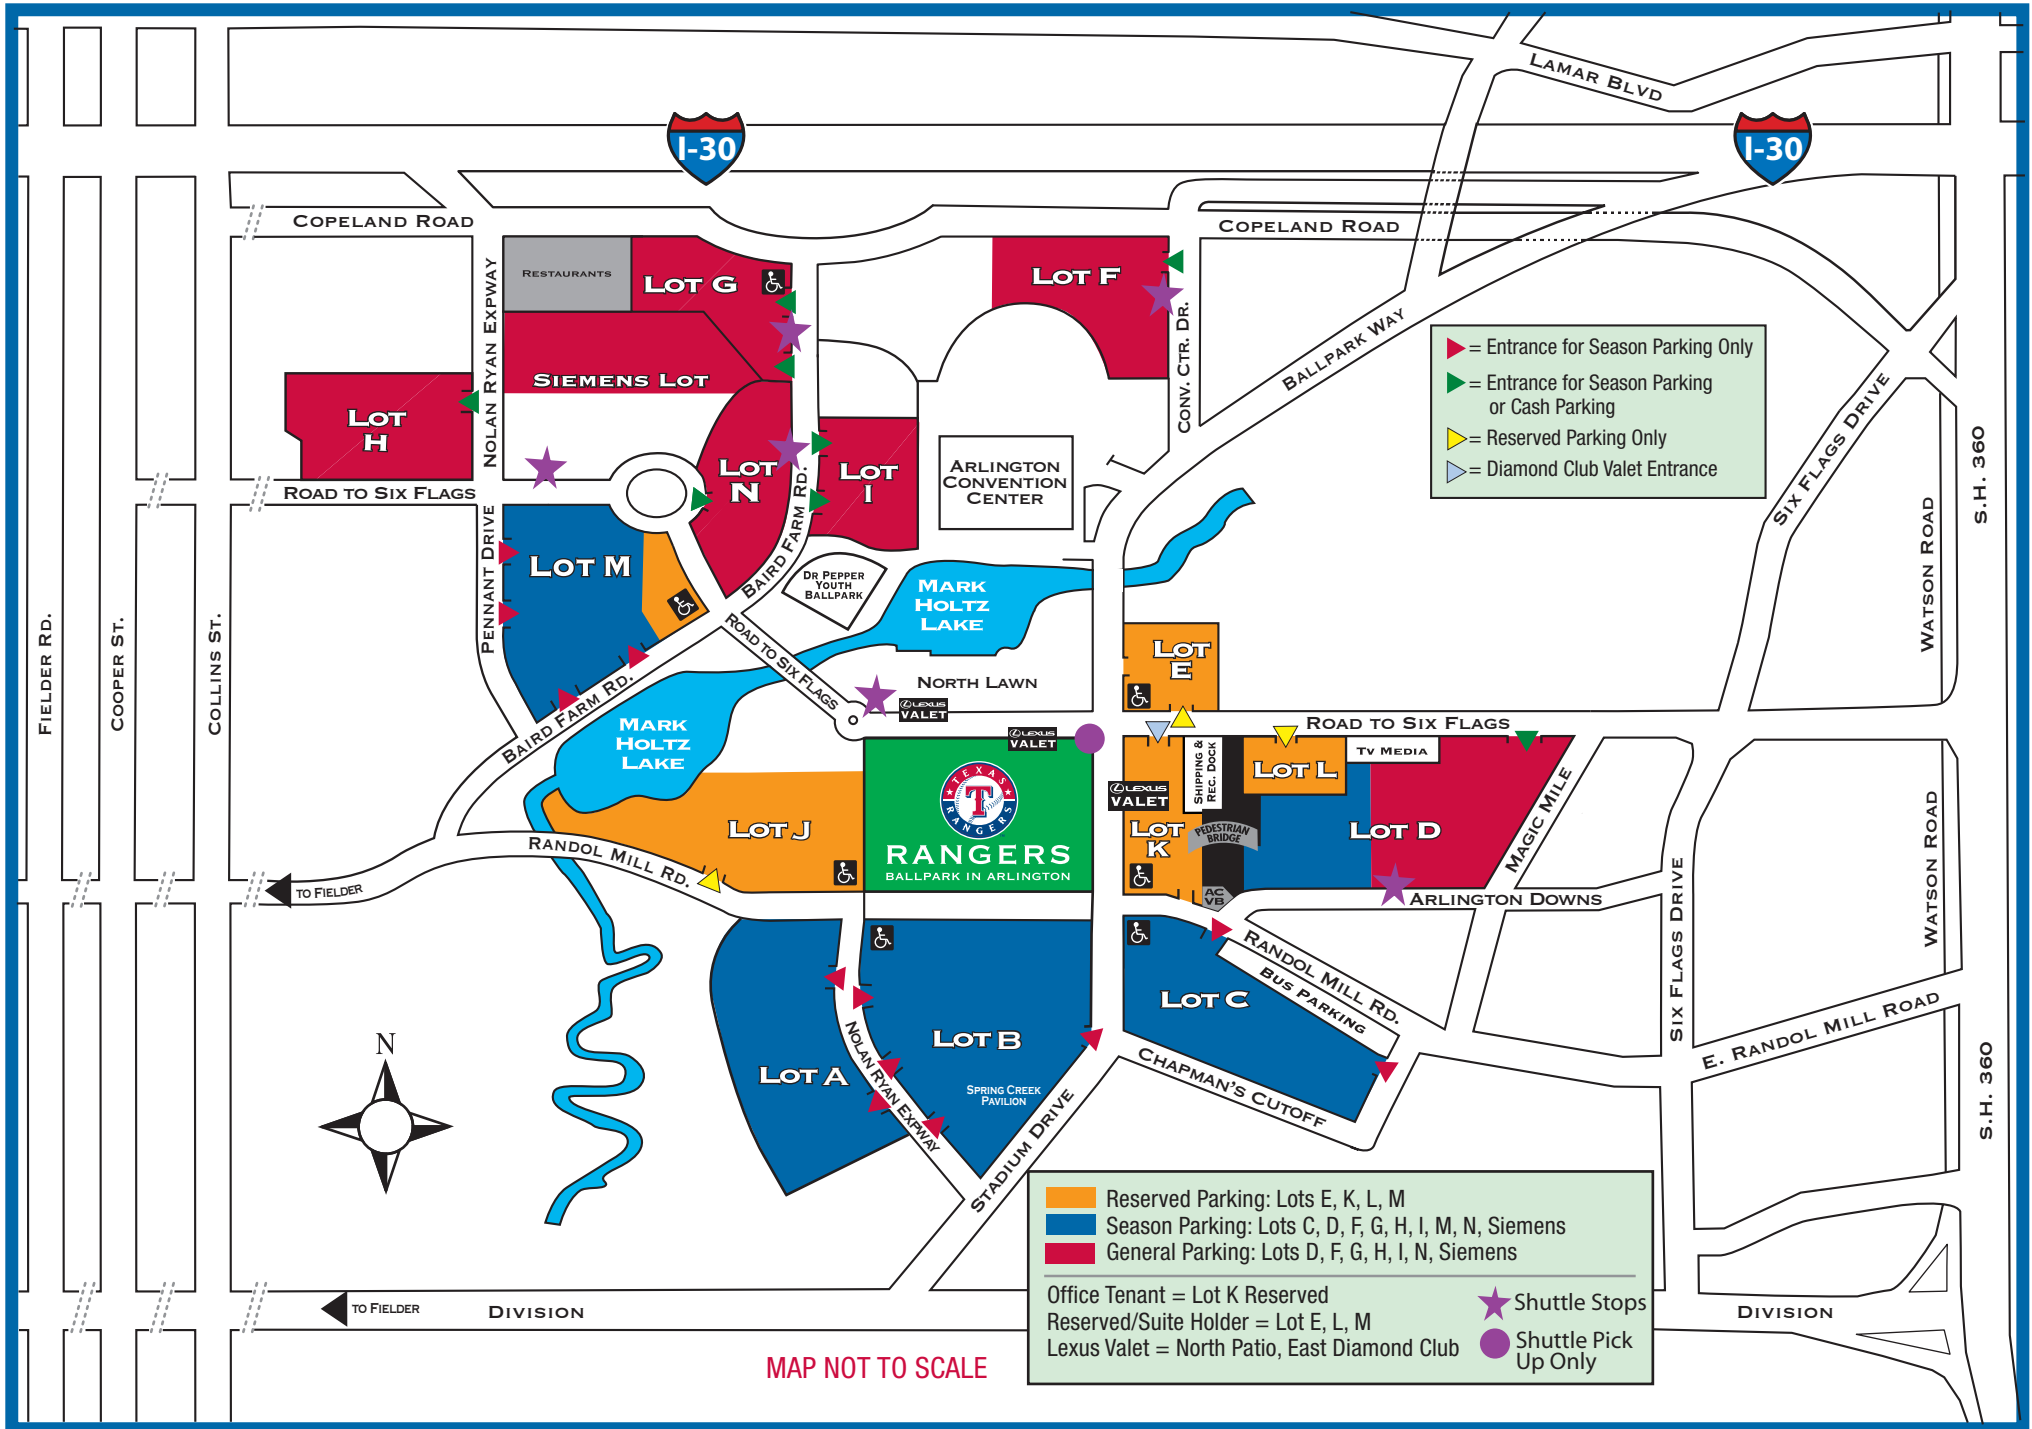 LAMAR BLVD
I-30
I-30
COPELAND ROAD
COPELAND ROAD
RESTAURANTS
LOT G
LOT F
SIEMENS LOT
NOLAN RYAN EXPWAY
CONV. CTR. DR.
BALLPARK WAY
= Entrance for Season Parking Only
= Entrance for Season Parking
or Cash Parking
= Reserved Parking Only
= Diamond Club Valet Entrance
SIX FLAGS DRIVE
S.H. 360
WATSON ROAD
LOT
H
LOT
N
LOT
I
ARLINGTON
CONVENTION
CENTER
ROAD TO SIX FLAGS
PENNANT DRIVE
LOT M
BAIRD FARM RD.
DR PEPPER
YOUTH
BALLPARK
MARK
HOLTZ
LAKE
FIELDER RD.
COOPER ST.
COLLINS ST.
ROAD TO SIX FLAGS
NORTH LAWN
LEXUS
VALET
LEXUS
VALET
LOT
E
ROAD TO SIX FLAGS
BAIRD FARM RD.
MARK
HOLTZ
LAKE
TEXAS
T
RANGERS
RANGERS
BALLPARK IN ARLINGTON
LOT J
LEXUS
VALET
SHIPPING &
REC. DOCK
LOT L
TV MEDIA
LOT
K
PEDESTRIAN
BRIDGE
LOT D
MAGIC MILE
AC
VB
ARLINGTON DOWNS
WATSON ROAD
RANDOL MILL RD.
TO FIELDER
RANDOL MILL RD.
BUS PARKING
LOT C
SIX FLAGS DRIVE
E. RANDOL MILL ROAD
S.H. 360
N
LOT A
NOLAN RYAN EXPWAY
LOT B
SPRING CREEK
PAVILION
CHAPMAN'S CUTOFF
STADIUM DRIVE
Reserved Parking: Lots E, K, L, M
Season Parking: Lots C, D, F, G, H, I, M, N, Siemens
General Parking: Lots D, F, G, H, I, N, Siemens
Office Tenant = Lot K Reserved
Reserved/Suite Holder = Lot E, L, M
Lexus Valet = North Patio, East Diamond Club
Shuttle Stops
Shuttle Pick
Up Only
TO FIELDER
DIVISION
DIVISION
MAP NOT TO SCALE